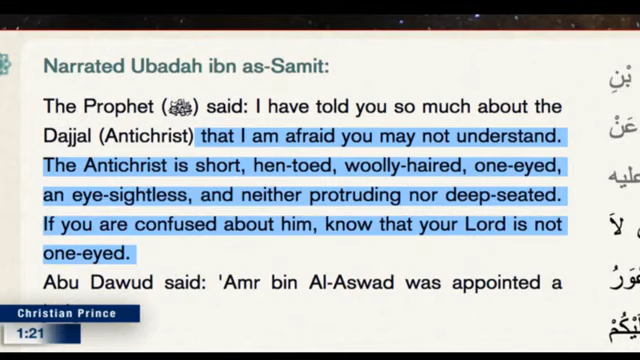 Narrated Ubadah ibn as-Samit:
The Prophet (ﷺ) said: I have told you so much about the
Dajjal (Antichrist) that I am afraid you may not understand.
The Antichrist is short, hen-toed, woolly-haired, one-eyed,
an eye-sightless, and neither protruding nor deep-seated.
If you are confused about him, know that your Lord is not
one-eyed.
Abu Dawud said: 'Amr bin Al-Aswad was appointed a
بْنِ
عَنْ
عليه
لاَ
Christian Prince
1:21